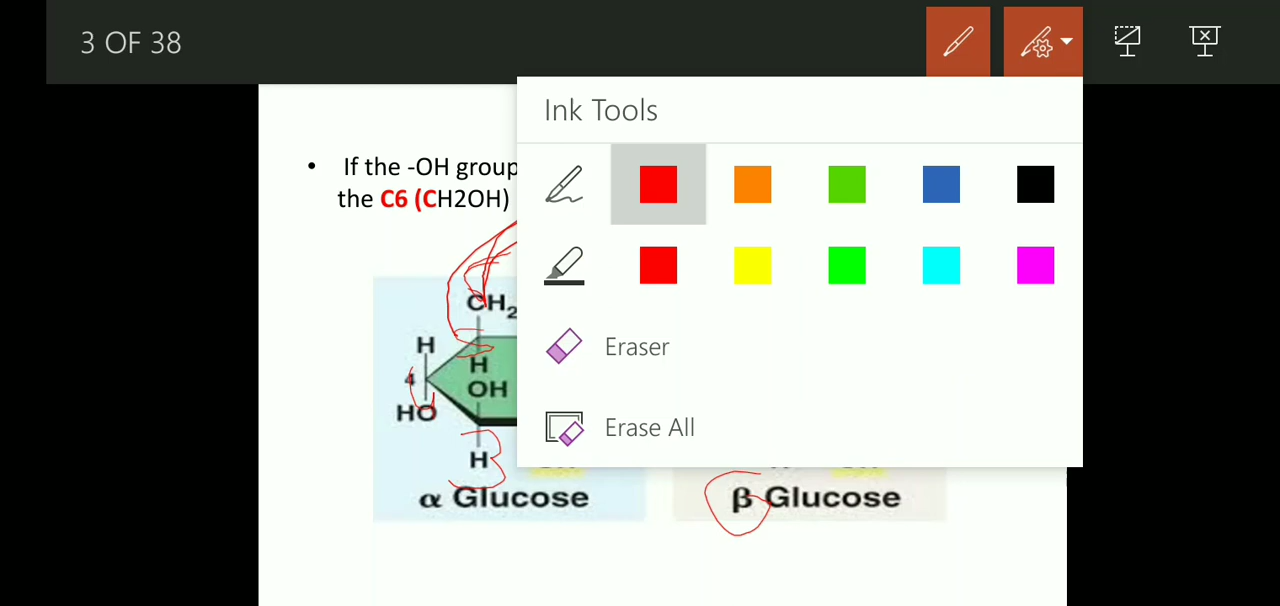 3 OF 38
Ink Tools
• If the -OH group
the C6 (CH2OH)
Eraser
Erase All
CH2
H
H
4
OH
HO
H
α Glucose
β Glucose